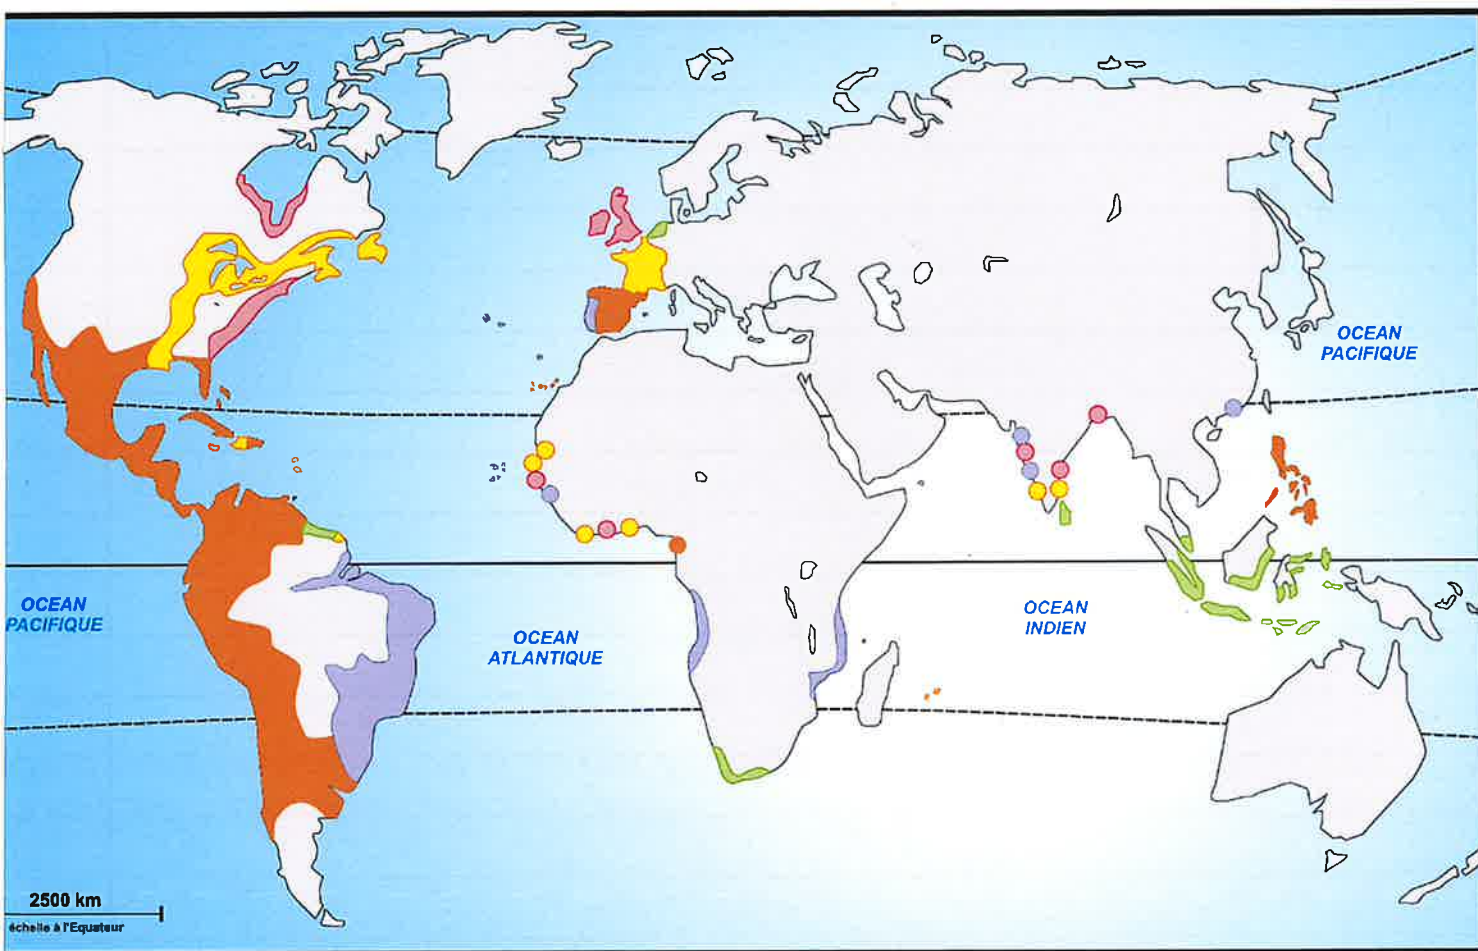 OCEAN
PACIFIQUE
OCEAN
PACIFIQUE
OCEAN
ATLANTIQUE
OCEAN
INDIEN
2500 km
échelle à l'Equateur